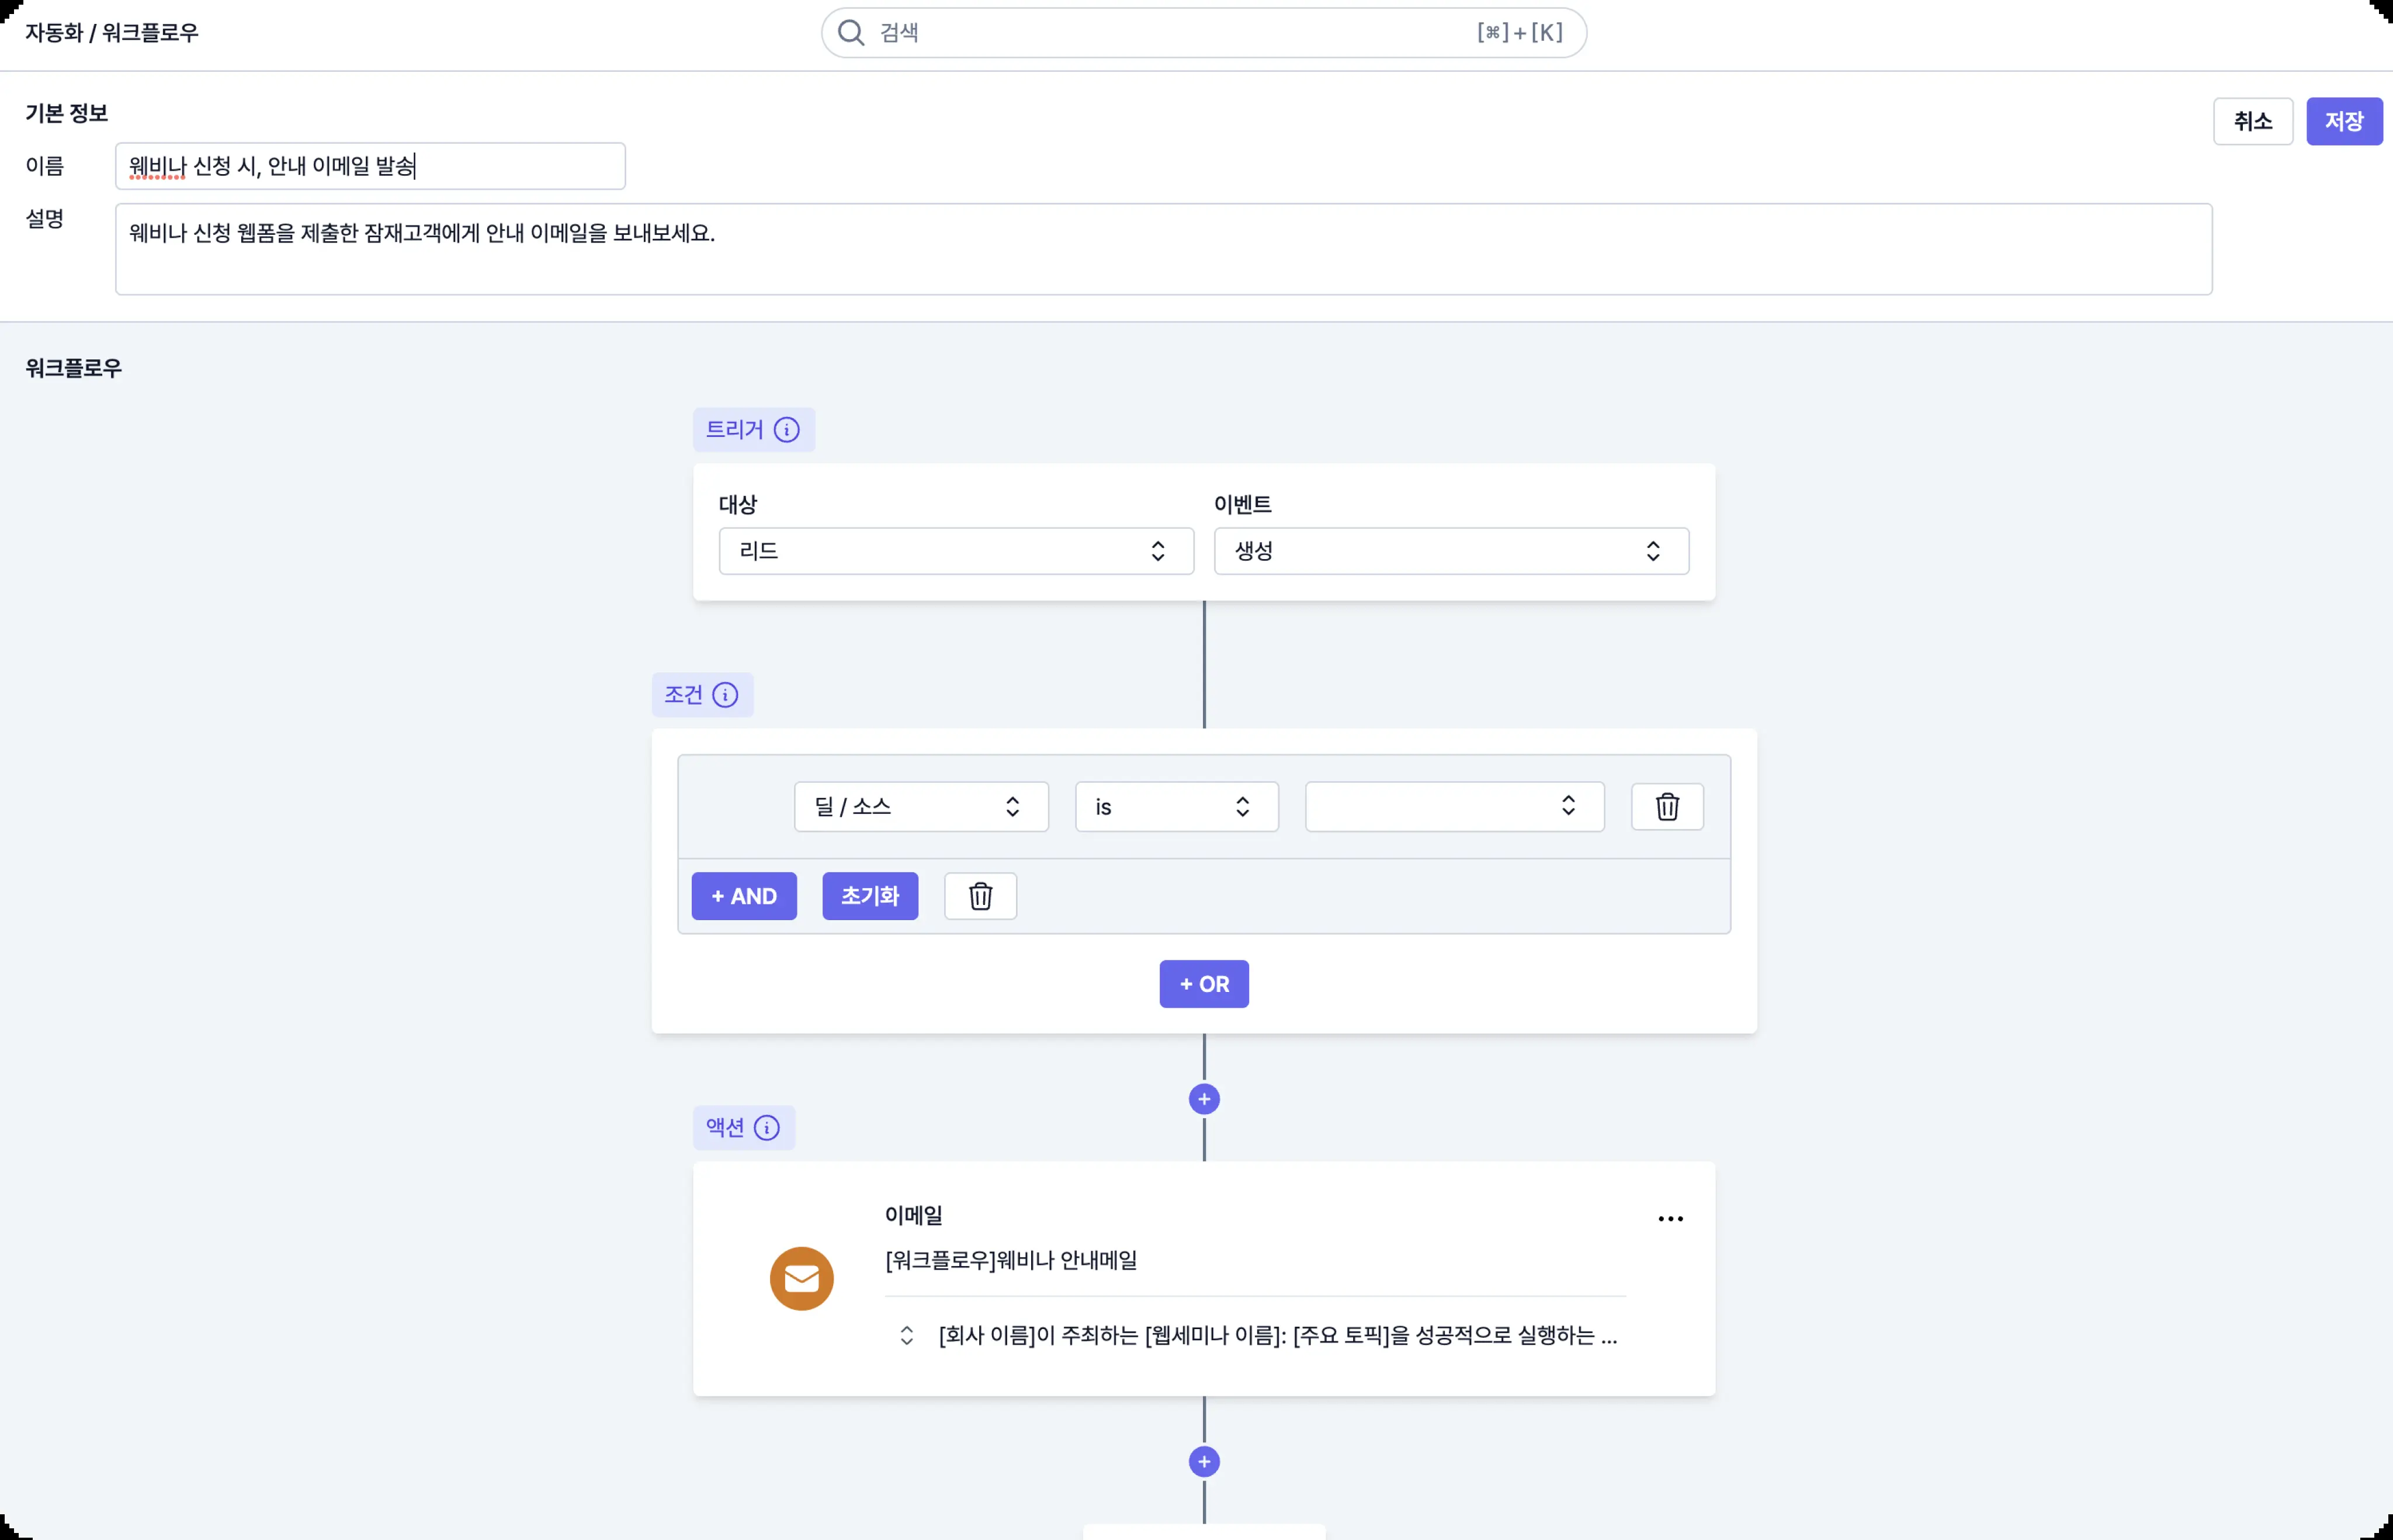 자동화 / 워크플로우
검색 [⌘]+[K]
기본 정보
취소 저장
이름 웨비나 신청 시, 안내 이메일 발송
설명 웨비나 신청 웹폼을 제출한 잠재고객에게 안내 이메일을 보내보세요.
워크플로우
트리거
대상 이벤트
리드 생성
조건
딜 / 소스 is
+ AND 초기화
+ OR
액션
이메일
[워크플로우]웨비나 안내메일
[회사 이름]이 주최하는 [웹세미나 이름]: [주요 토픽]을 성공적으로 실행하는 ...